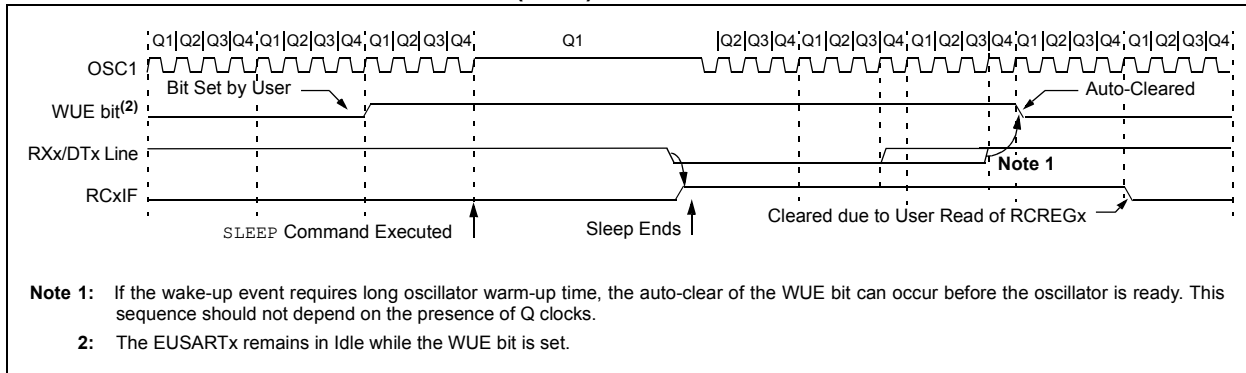 Q1 Q2 Q3 Q4 Q1 Q2 Q3 Q4 Q1 Q2 Q3 Q4 Q1 Q2 Q3 Q4 Q1 Q2 Q3 Q4 Q1 Q2 Q3 Q4 Q1 Q2 Q3 Q4 Q1 Q2 Q3 Q4
OSC1
Bit Set by User
Auto-Cleared
WUE bit(2)
RXx/DTx Line
Note 1
RCxIF
Cleared due to User Read of RCREGx
SLEEP Command Executed
Sleep Ends
Note 1: If the wake-up event requires long oscillator warm-up time, the auto-clear of the WUE bit can occur before the oscillator is ready. This
sequence should not depend on the presence of Q clocks.
2: The EUSARTx remains in Idle while the WUE bit is set.